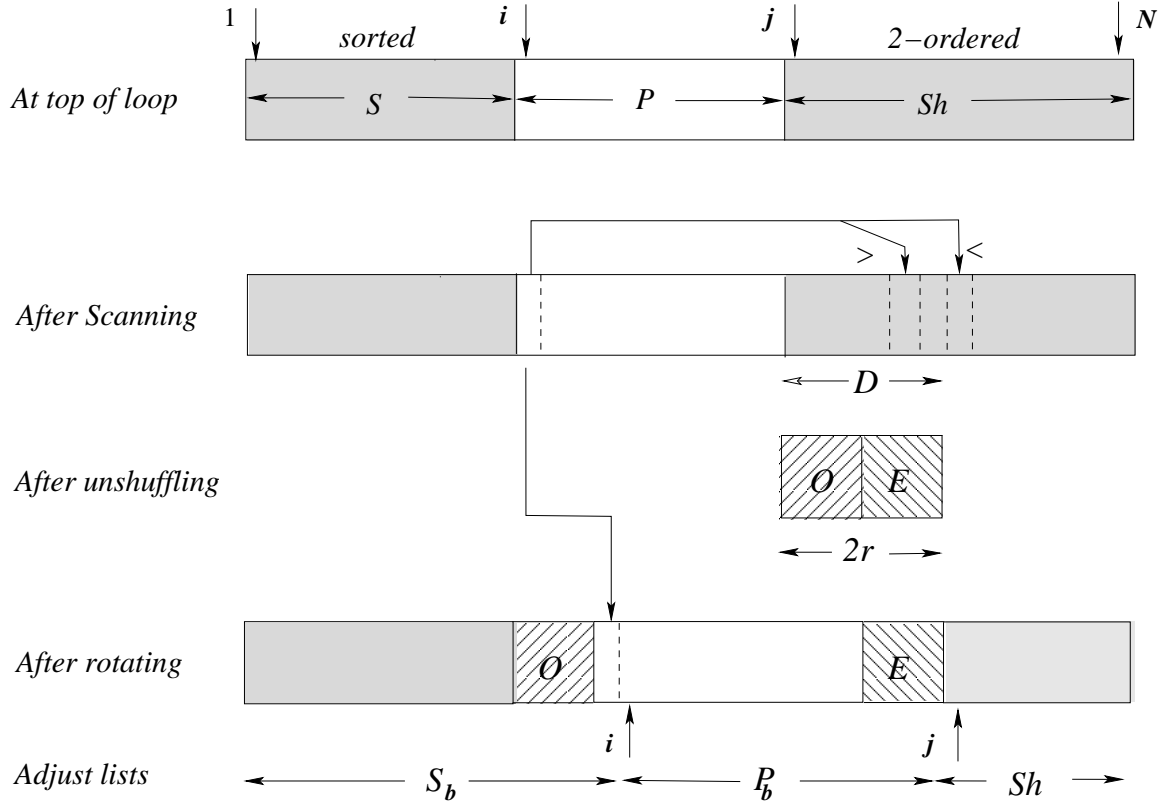 1 i j N
sorted 2–ordered
At top of loop S P Sh
> <
After Scanning
D
After unshuffling O E
2r
After rotating O E
i j
Adjust lists S_b P_b Sh